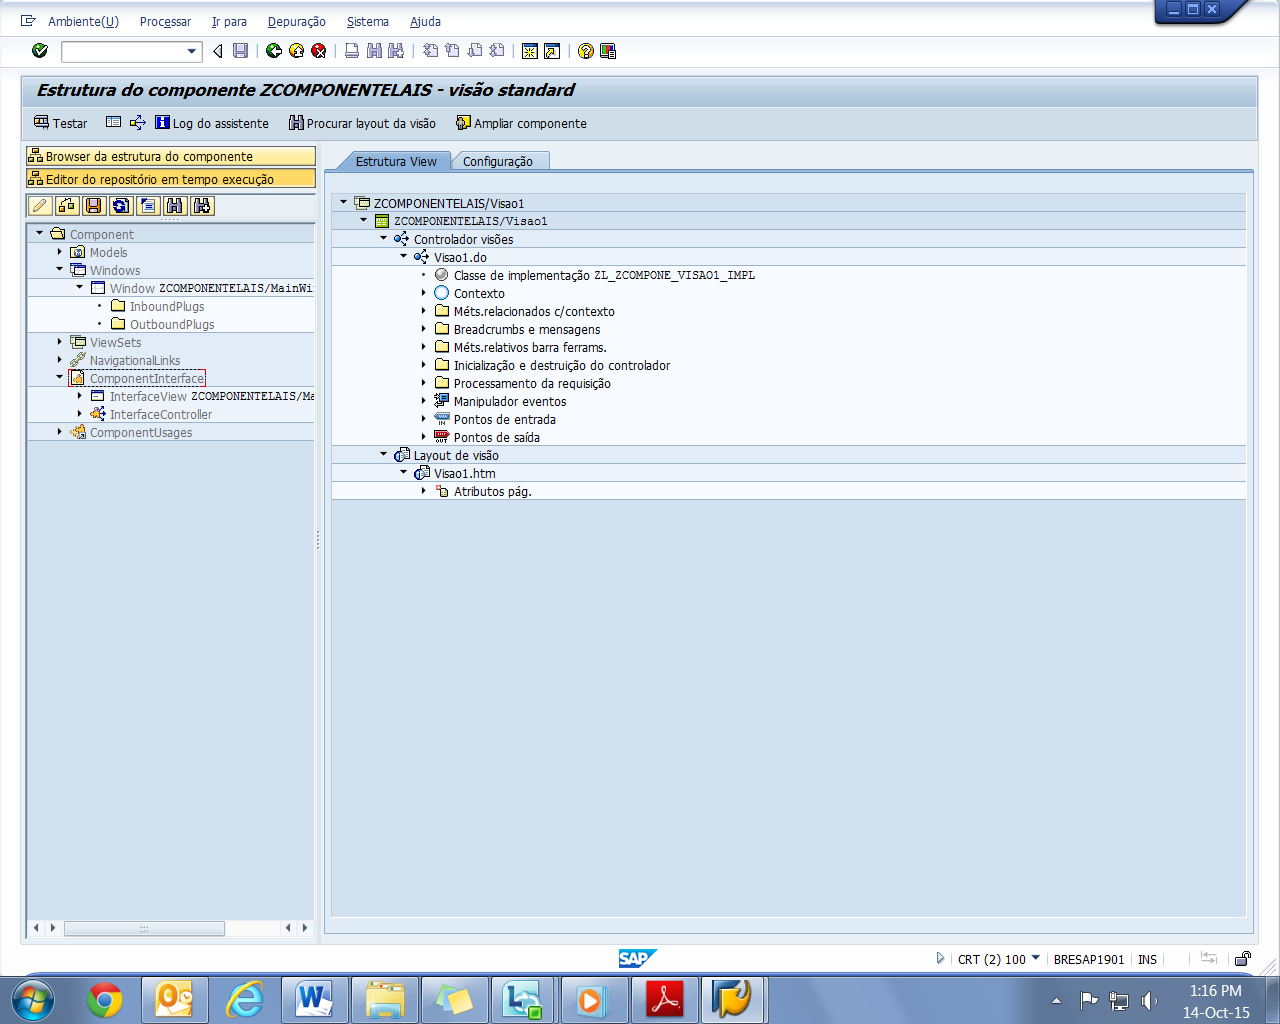 Ambiente(U) Processar Ir para Depuração Sistema Ajuda
Estrutura do componente ZCOMPONENTELAIS - visão standard
Testar Log do assistente Procurar layout da visão Ampliar componente
Browser da estrutura do componente
Editor do repositório em tempo execução
Component
Models
Windows
Window ZCOMPONENTELAIS/MainWi
InboundPlugs
OutboundPlugs
ViewSets
NavigationalLinks
ComponentInterface
InterfaceView ZCOMPONENTELAIS/Ma
InterfaceController
ComponentUsages
Estrutura View Configuração
ZCOMPONENTELAIS/Visao1
ZCOMPONENTELAIS/Visao1
Controlador visões
Visao1.do
Classe de implementação ZL_ZCOMPONE_VISAO1_IMPL
Contexto
Méts.relacionados c/contexto
Breadcrumbs e mensagens
Méts.relativos barra ferrams.
Inicialização e destruição do controlador
Processamento da requisição
Manipulador eventos
IN Pontos de entrada
OUT Pontos de saída
Layout de visão
Visao1.htm
Atributos pág.
SAP CRT (2) 100 BRESAP1901 INS
1:16 PM
14-Oct-15